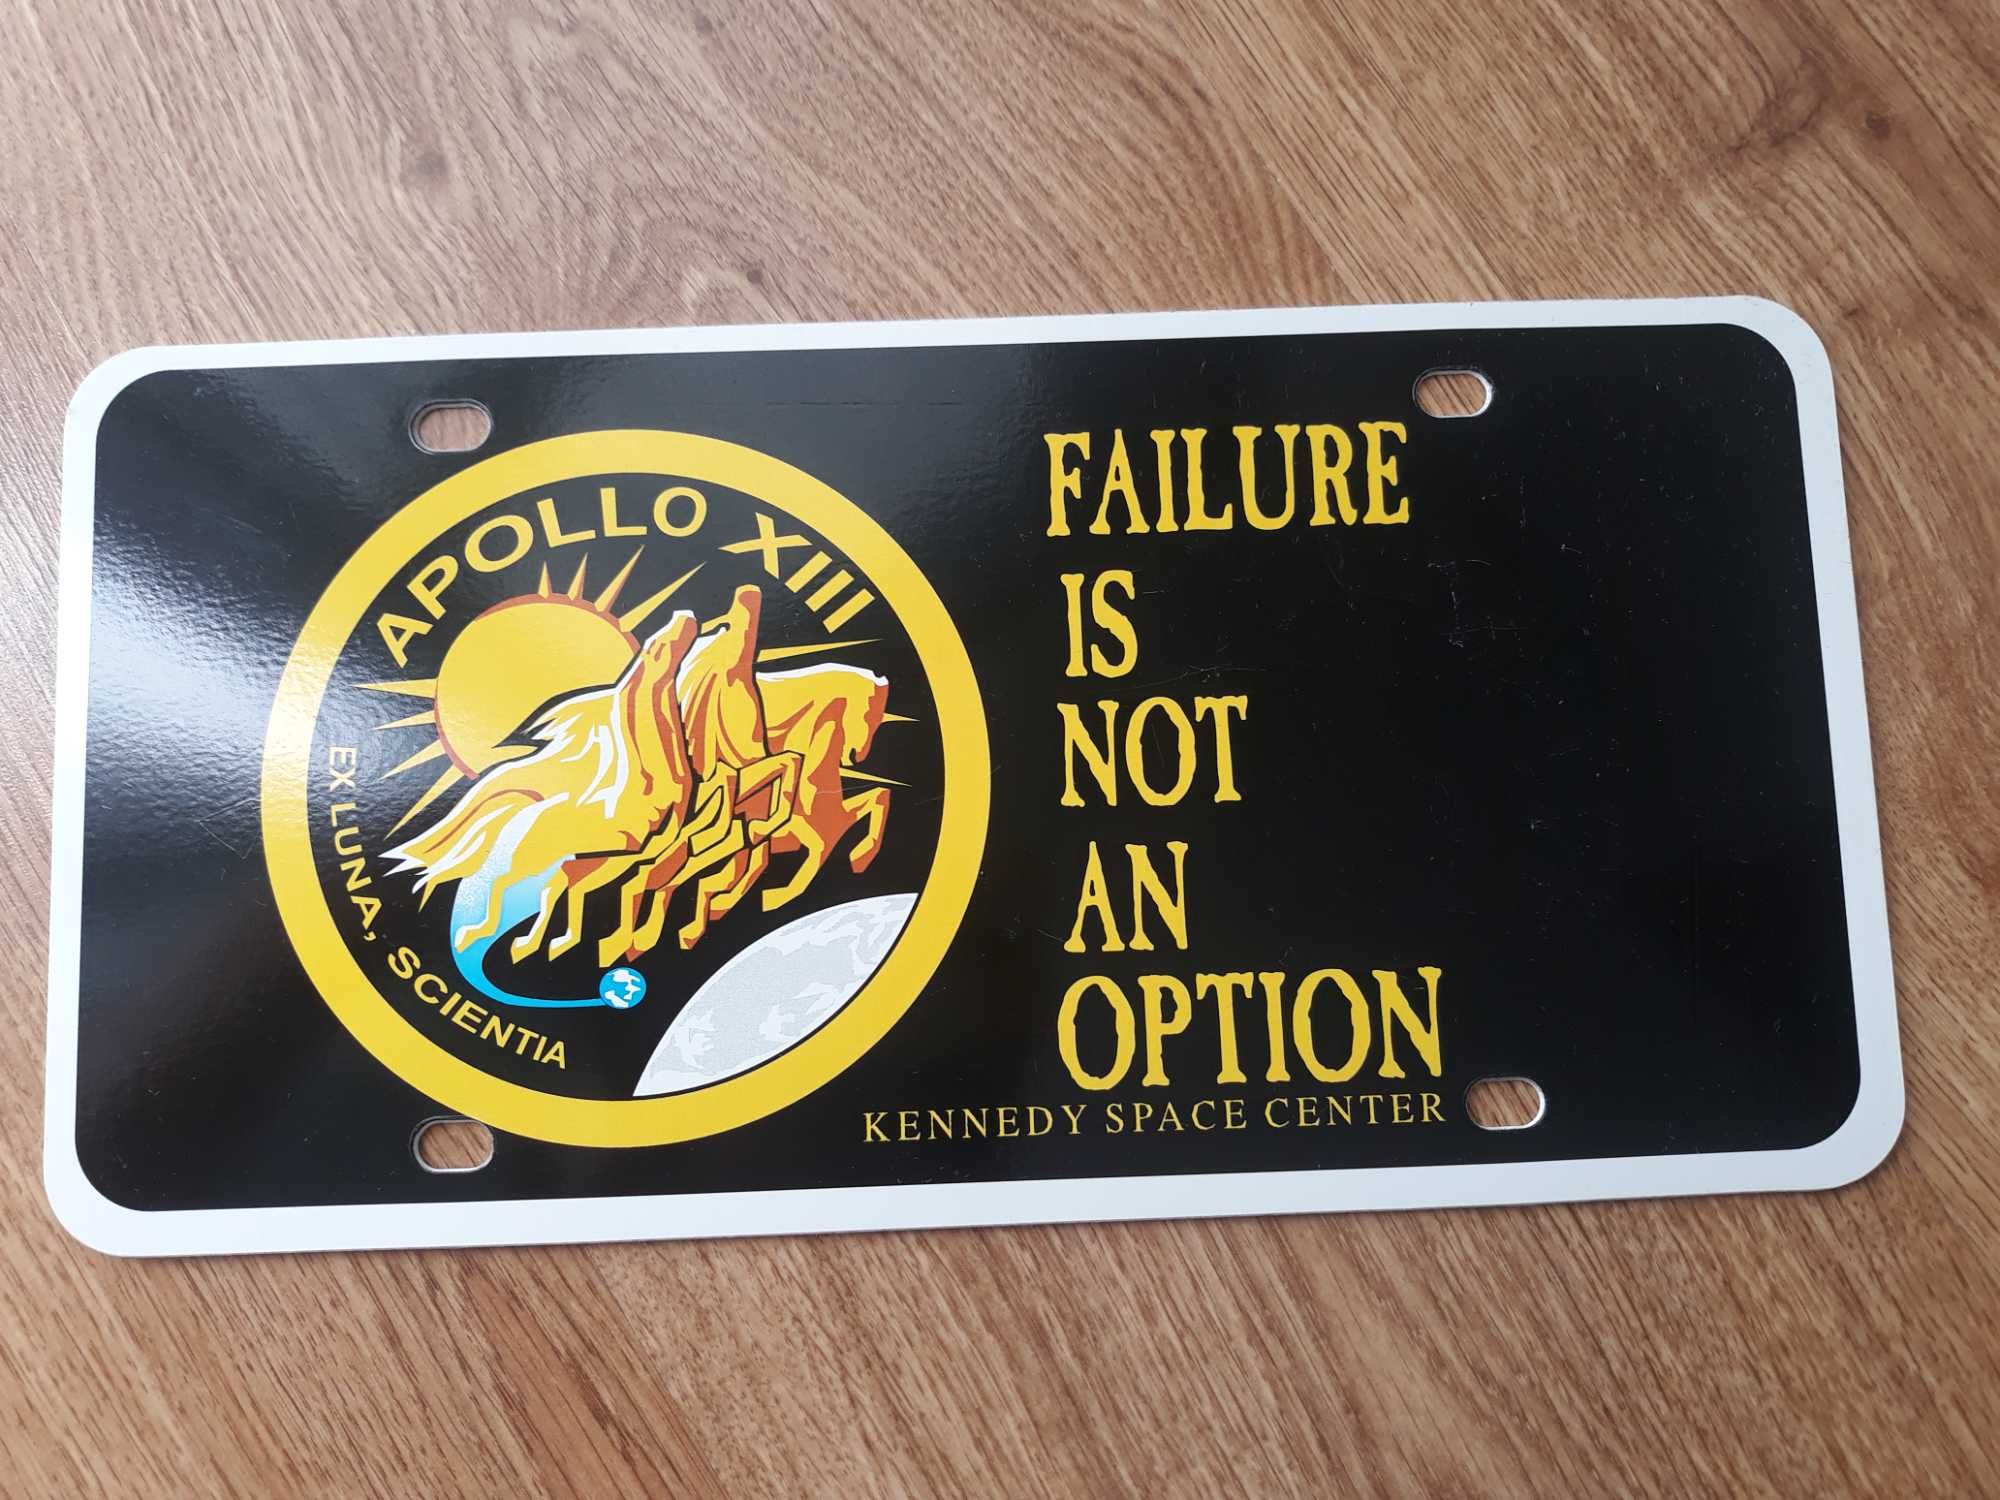 APOLLO XIII
EX LUNA, SCIENTIA
FAILURE
IS
NOT
AN
OPTION
KENNEDY SPACE CENTER